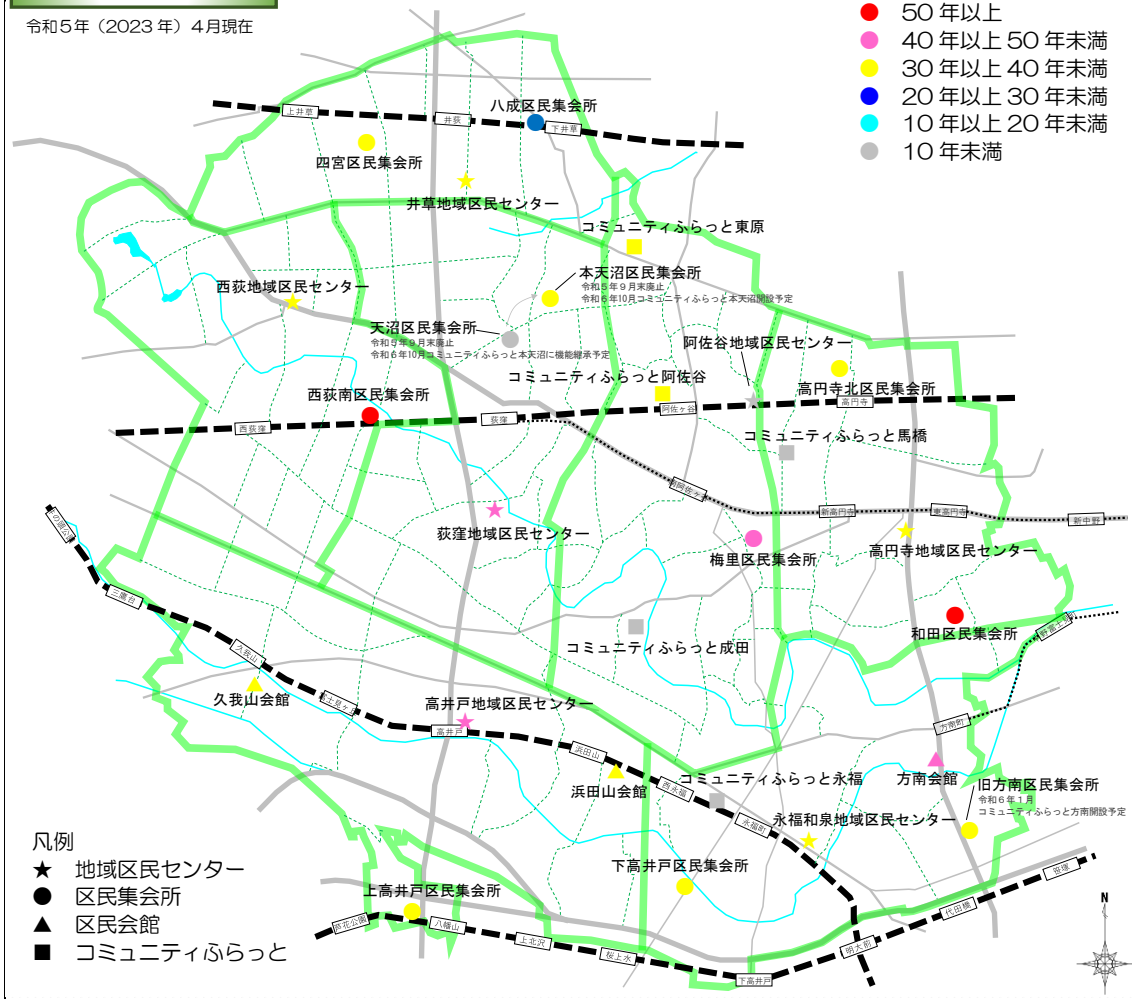 令和5年（2023年）4月現在
50年以上
40年以上50年未満
30年以上40年未満
20年以上30年未満
10年以上20年未満
10年未満
八成区民集会所
上井草
井荻
下井草
四宮区民集会所
井草地域区民センター
コミュニティふらっと東原
本天沼区民集会所
令和5年9月末廃止
令和6年10月コミュニティふらっと本天沼開設予定
西荻地域区民センター
天沼区民集会所
令和5年9月末廃止
令和6年10月コミュニティふらっと本天沼に機能継承予定
阿佐谷地域区民センター
コミュニティふらっと阿佐谷
高円寺北区民集会所
西荻南区民集会所
西荻窪
荻窪
阿佐ヶ谷
高円寺
コミュニティふらっと馬橋
南阿佐ヶ谷
新高円寺
東高円寺
新中野
荻窪地域区民センター
梅里区民集会所
高円寺地域区民センター
三鷹台
和田区民集会所
コミュニティふらっと成田
久我山
久我山会館
富士見ヶ丘
高井戸地域区民センター
高井戸
浜田山
浜田山会館
西永福
コミュニティふらっと永福
永福町
方南町
方南会館
旧方南区民集会所
令和6年1月
コミュニティふらっと方南開設予定
永福和泉地域区民センター
下高井戸区民集会所
上高井戸区民集会所
芦花公園
八幡山
上北沢
桜上水
下高井戸
明大前
代田橋
笹塚
凡例
★ 地域区民センター
● 区民集会所
▲ 区民会館
■ コミュニティふらっと
N